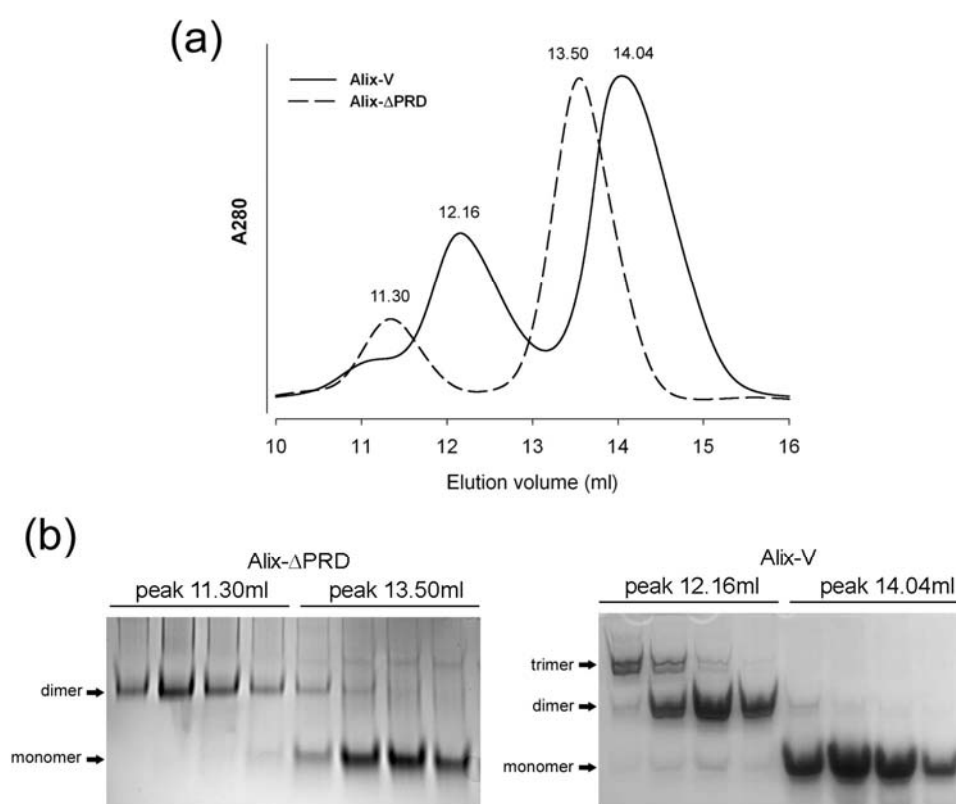 (a)
13.50 14.04
Alix-V
Alix-ΔPRD
12.16
11.30
A280
10 11 12 13 14 15 16
Elution volume (ml)
(b)
Alix-ΔPRD
peak 11.30ml peak 13.50ml
dimer
monomer
Alix-V
peak 12.16ml peak 14.04ml
trimer
dimer
monomer